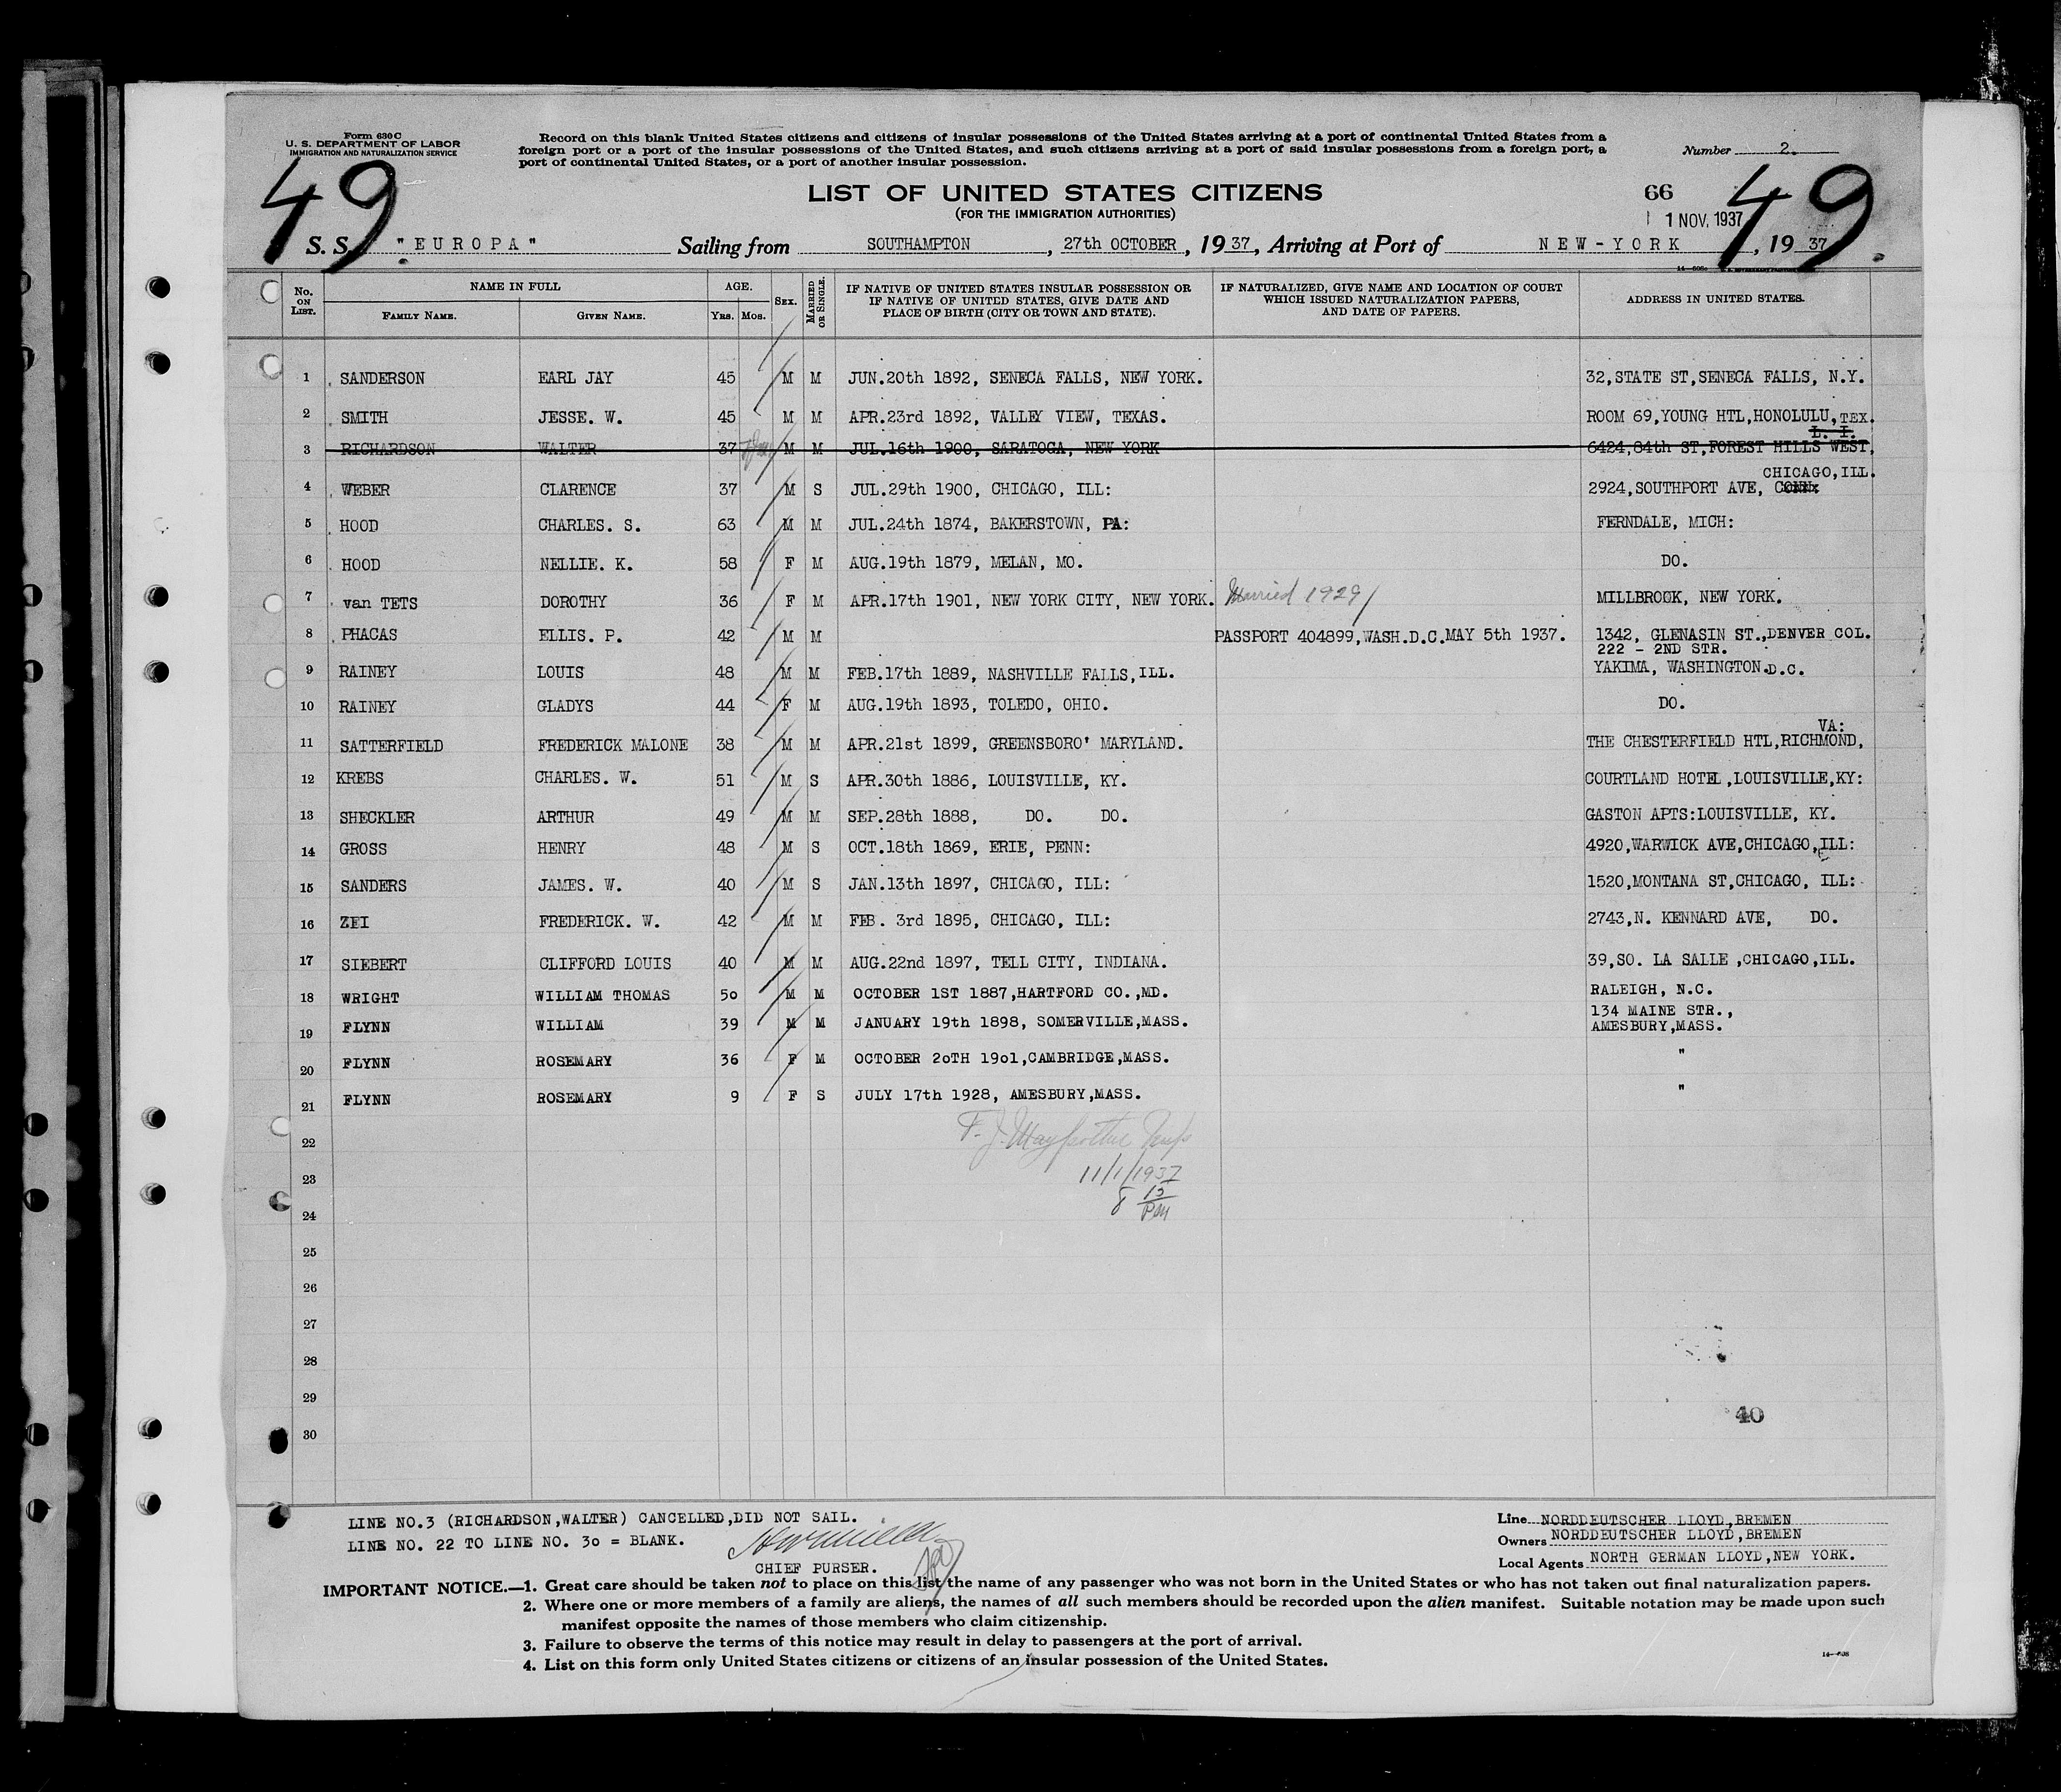 Form 630 C
U. S. DEPARTMENT OF LABOR
IMMIGRATION AND NATURALIZATION SERVICE
Record on this blank United States citizens and citizens of insular possessions of the United States arriving at a port of continental United States from a
foreign port or a port of the insular possessions of the United States, and such citizens arriving at a port of said insular possessions from a foreign port, a
port of continental United States, or a port of another insular possession.
Number 2.
49
LIST OF UNITED STATES CITIZENS
(FOR THE IMMIGRATION AUTHORITIES)
66
1 NOV. 1937
49
S. S. "EUROPA" Sailing from SOUTHAMPTON, 27th OCTOBER, 1937, Arriving at Port of NEW-YORK, 1937.
No. ON LIST. NAME IN FULL FAMILY NAME. GIVEN NAME. AGE. YRS. MOS. SEX. MARRIED OR SINGLE. IF NATIVE OF UNITED STATES INSULAR POSSESSION OR IF NATIVE OF UNITED STATES, GIVE DATE AND PLACE OF BIRTH (CITY OR TOWN AND STATE). IF NATURALIZED, GIVE NAME AND LOCATION OF COURT WHICH ISSUED NATURALIZATION PAPERS, AND DATE OF PAPERS. ADDRESS IN UNITED STATES.
1 SANDERSON EARL JAY 45 M M JUN.20th 1892, SENECA FALLS, NEW YORK. 32,STATE ST,SENECA FALLS, N.Y.
2 SMITH JESSE. W. 45 M M APR.23rd 1892, VALLEY VIEW, TEXAS. ROOM 69,YOUNG HTL,HONOLULU,TEX.
L. I.
3 RICHARDSON WALTER 37 M M JUL.16th 1900, SARATOGA, NEW YORK 6424,84th ST,FOREST HILLS WEST,
CHICAGO,ILL.
4 WEBER CLARENCE 37 M S JUL.29th 1900, CHICAGO, ILL: 2924,SOUTHPORT AVE,
5 HOOD CHARLES. S. 63 M M JUL.24th 1874, BAKERSTOWN, PA: FERNDALE, MICH:
6 HOOD NELLIE. K. 58 F M AUG.19th 1879, MELAN, MO. DO.
7 van TETS DOROTHY 36 F M APR.17th 1901, NEW YORK CITY, NEW YORK. Married 1929/ MILLBROOK, NEW YORK.
8 PHACAS ELLIS. P. 42 M M PASSPORT 404899,WASH.D.C.MAY 5th 1937. 1342, GLENASIN ST.,DENVER COL.
222 - 2ND STR.
9 RAINEY LOUIS 48 M M FEB.17th 1889, NASHVILLE FALLS,ILL. YAKIMA, WASHINGTON.D.C.
10 RAINEY GLADYS 44 F M AUG.19th 1893, TOLEDO, OHIO. DO.
VA:
11 SATTERFIELD FREDERICK MALONE 38 M M APR.21st 1899, GREENSBORO' MARYLAND. THE CHESTERFIELD HTL,RICHMOND,
12 KREBS CHARLES. W. 51 M S APR.30th 1886, LOUISVILLE, KY. COURTLAND HOTEL,LOUISVILLE,KY:
13 SHECKLER ARTHUR 49 M M SEP.28th 1888, DO. DO. GASTON APTS:LOUISVILLE, KY.
14 GROSS HENRY 48 M S OCT.18th 1869, ERIE, PENN: 4920,WARWICK AVE,CHICAGO,ILL:
15 SANDERS JAMES. W. 40 M S JAN.13th 1897, CHICAGO, ILL: 1520,MONTANA ST,CHICAGO, ILL:
16 ZEI FREDERICK. W. 42 M M FEB. 3rd 1895, CHICAGO, ILL: 2743,N. KENNARD AVE, DO.
17 SIEBERT CLIFFORD LOUIS 40 M M AUG.22nd 1897, TELL CITY, INDIANA. 39,SO. LA SALLE ,CHICAGO,ILL.
18 WRIGHT WILLIAM THOMAS 5o M M OCTOBER 1ST 1887,HARTFORD CO.,MD. RALEIGH, N.C.
19 FLYNN WILLIAM 39 M M JANUARY 19th 1898, SOMERVILLE,MASS. 134 MAINE STR.,
AMESBURY,MASS.
20 FLYNN ROSEMARY 36 F M OCTOBER 2oTH 19o1,CAMBRIDGE,MASS. "
21 FLYNN ROSEMARY 9 F S JULY 17th 1928, AMESBURY,MASS. "
22
23 11/1/1937
8 15 PM
24
25
26
27
28
29
40
30
LINE NO.3 (RICHARDSON,WALTER) CANCELLED,DID NOT SAIL.
LINE NO. 22 TO LINE NO. 3o = BLANK.
CHIEF PURSER.
Line NORDDEUTSCHER LLOYD,BREMEN
Owners NORDDEUTSCHER LLOYD,BREMEN
Local Agents NORTH GERMAN LLOYD,NEW YORK.
IMPORTANT NOTICE.—1. Great care should be taken not to place on this list the name of any passenger who was not born in the United States or who has not taken out final naturalization papers.
2. Where one or more members of a family are aliens, the names of all such members should be recorded upon the alien manifest. Suitable notation may be made upon such
manifest opposite the names of those members who claim citizenship.
3. Failure to observe the terms of this notice may result in delay to passengers at the port of arrival.
4. List on this form only United States citizens or citizens of an insular possession of the United States.